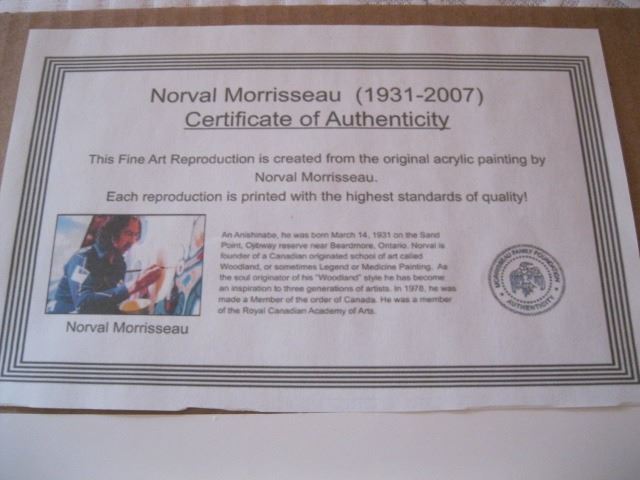 Norval Morrisseau (1931-2007)
Certificate of Authenticity
This Fine Art Reproduction is created from the original acrylic painting by
Norval Morrisseau.
Each reproduction is printed with the highest standards of quality!
An Anishinabe, he was born March 14, 1931 on the Sand
Point, Ojibway reserve near Beardmore, Ontario. Norval is
founder of a Canadian originated school of art called
Woodland, or sometimes Legend or Medicine Painting. As
the soul originator of his "Woodland" style he has become
an inspiration to three generations of artists. In 1978, he was
made a Member of the order of Canada. He was a member
of the Royal Canadian Academy of Arts.
Norval Morrisseau
MORRISSEAU FAMILY FOUNDATION
AUTHENTICITY